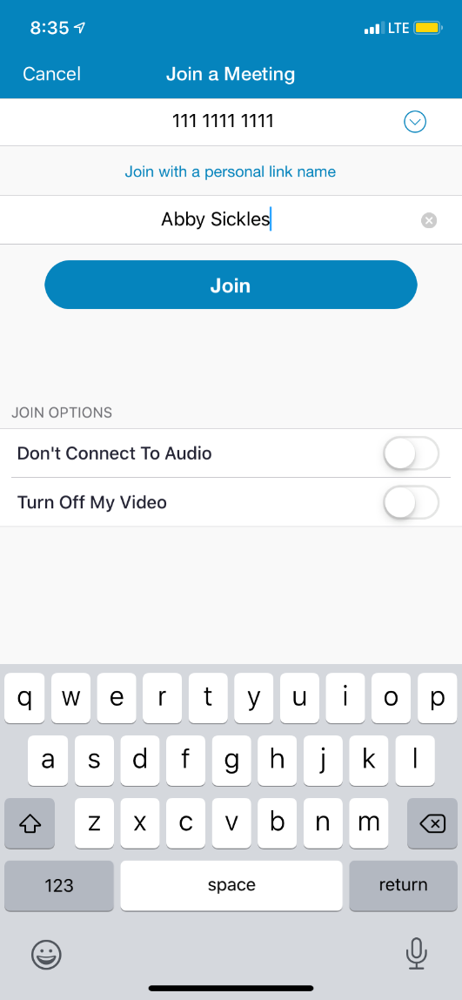 8:35 LTE
Cancel Join a Meeting
111 1111 1111
Join with a personal link name
Abby Sickles
Join
JOIN OPTIONS
Don't Connect To Audio
Turn Off My Video
q w e r t y u i o p
a s d f g h j k l
z x c v b n m
123 space return